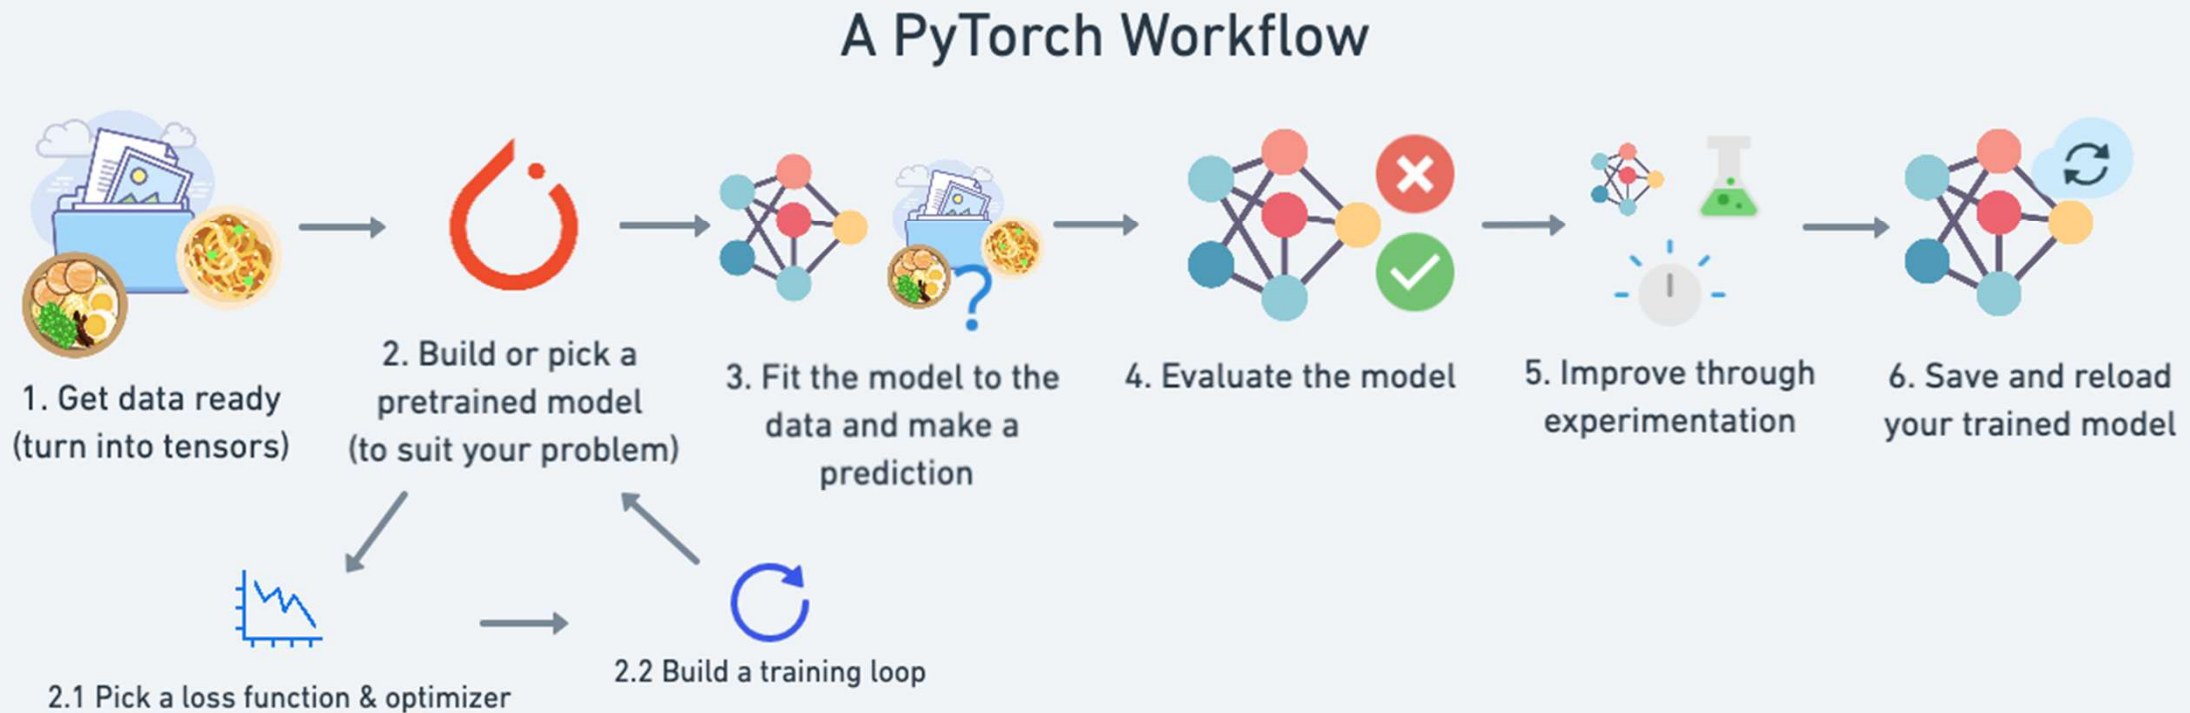 A PyTorch Workflow
1. Get data ready
(turn into tensors)
2. Build or pick a
pretrained model
(to suit your problem)
3. Fit the model to the
data and make a
prediction
4. Evaluate the model
5. Improve through
experimentation
6. Save and reload
your trained model
2.1 Pick a loss function & optimizer
2.2 Build a training loop